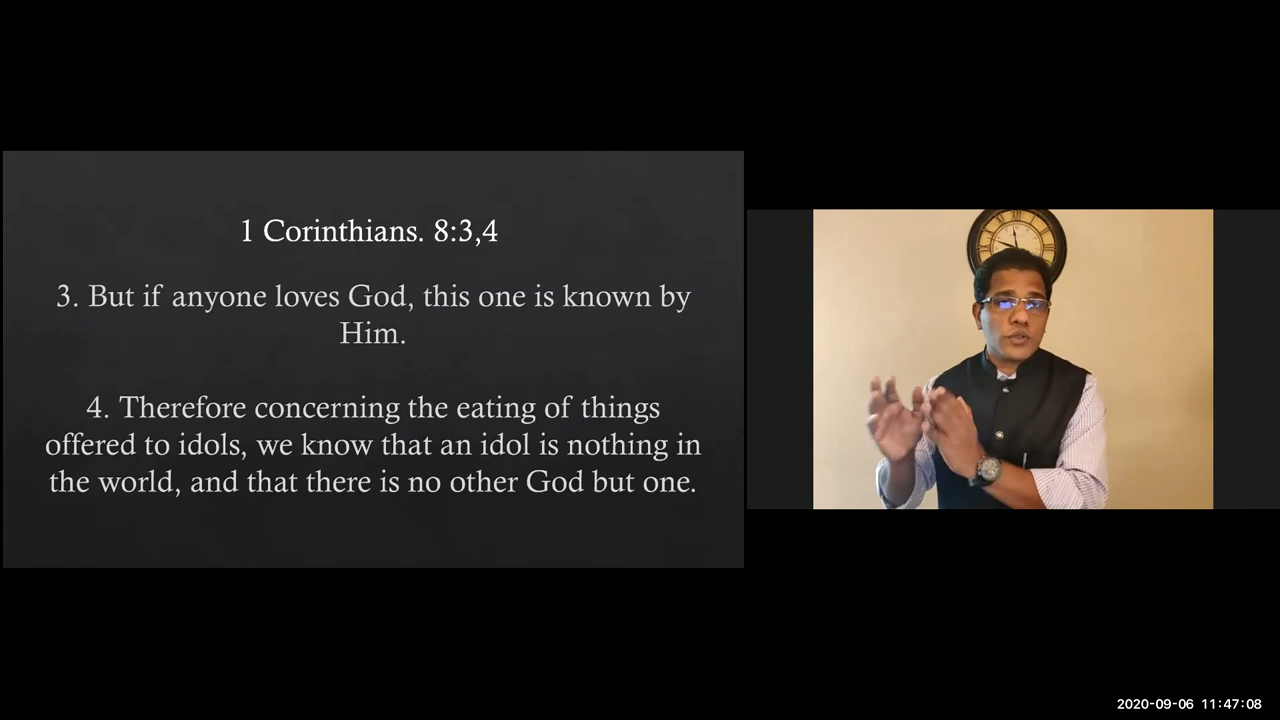 1 Corinthians. 8:3,4
3. But if anyone loves God, this one is known by
Him.
4. Therefore concerning the eating of things
offered to idols, we know that an idol is nothing in
the world, and that there is no other God but one.
2020-09-06 11:47:08